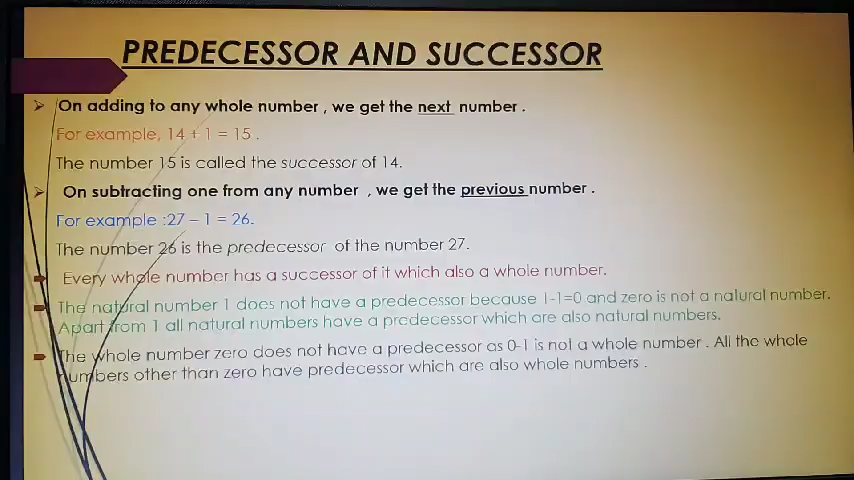 PREDECESSOR AND SUCCESSOR
On adding to any whole number , we get the next number .
For example, 14 + 1 = 15 .
The number 15 is called the successor of 14.
On subtracting one from any number , we get the previous number .
For example :27 – 1 = 26.
The number 26 is the predecessor of the number 27.
Every whole number has a successor of it which also a whole number.
The natural number 1 does not have a predecessor because 1-1=0 and zero is not a natural number.
Apart from 1 all natural numbers have a predecessor which are also natural numbers.
The whole number zero does not have a predecessor as 0-1 is not a whole number . All the whole
numbers other than zero have predecessor which are also whole numbers .